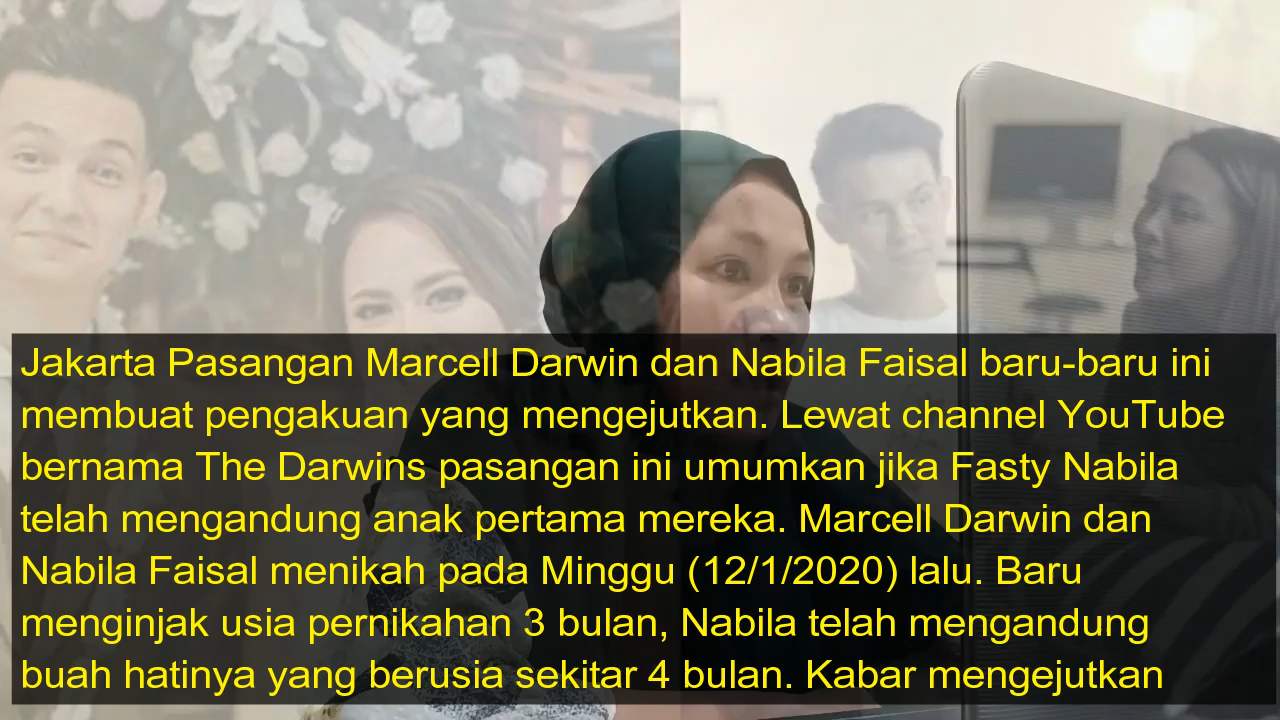 Jakarta Pasangan Marcell Darwin dan Nabila Faisal baru-baru ini
membuat pengakuan yang mengejutkan. Lewat channel YouTube
bernama The Darwins pasangan ini umumkan jika Fasty Nabila
telah mengandung anak pertama mereka. Marcell Darwin dan
Nabila Faisal menikah pada Minggu (12/1/2020) lalu. Baru
menginjak usia pernikahan 3 bulan, Nabila telah mengandung
buah hatinya yang berusia sekitar 4 bulan. Kabar mengejutkan